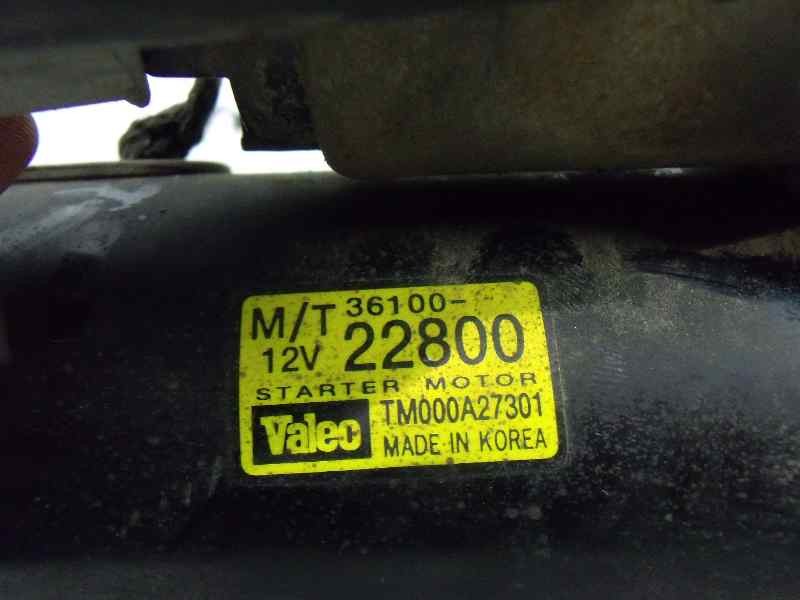 M/T 36100-
12V 22800
STARTER MOTOR
Valeo TM000A27301
MADE IN KOREA